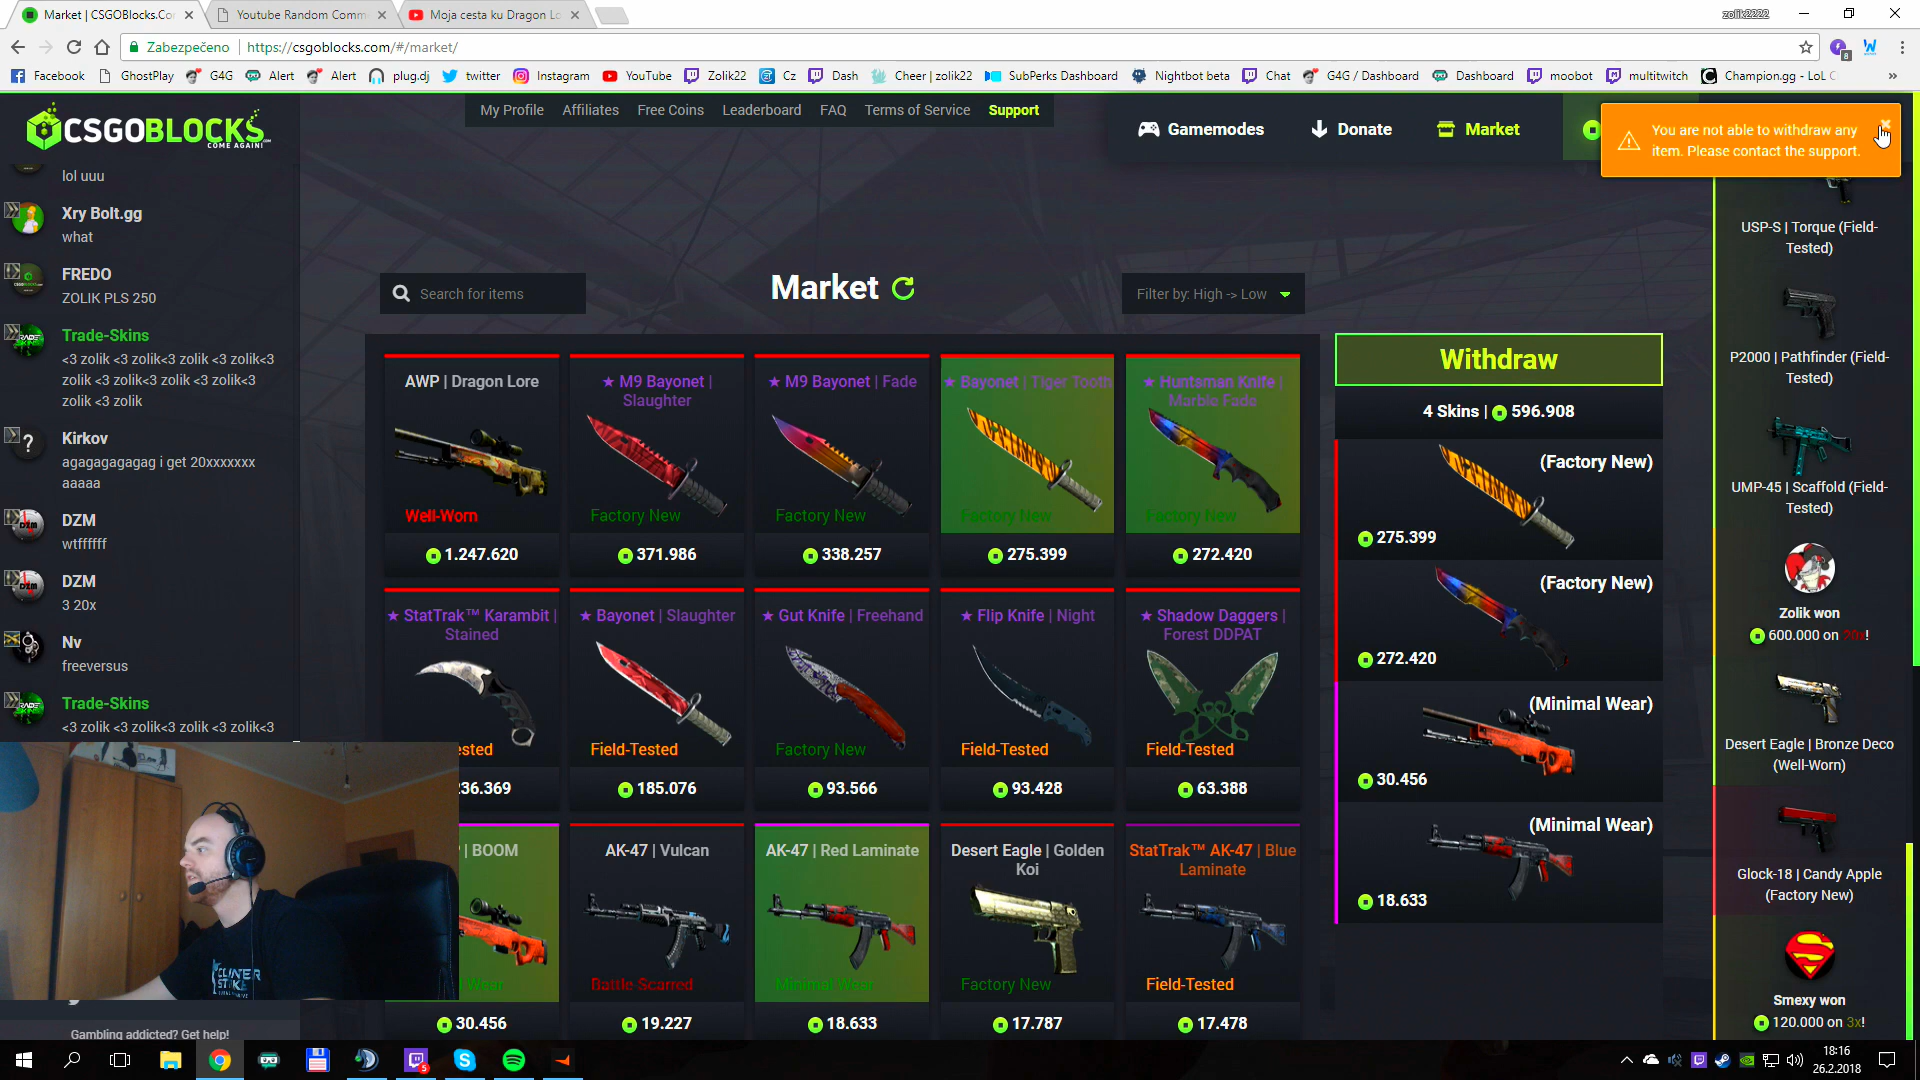 Market | CSGOBlocks.Co
Youtube Random Comm
Moja cesta ku Dragon Lo
zolik2222
Zabezpečeno
https://csgoblocks.com/#/market/
Facebook
GhostPlay
G4G
Alert
Alert
plug.dj
twitter
Instagram
YouTube
Zolik22
Cz
Dash
Cheer | zolik22
SubPerks Dashboard
Nightbot beta
Chat
G4G / Dashboard
Dashboard
moobot
multitwitch
Champion.gg - LoL C
CSGOBLOCKS
COME AGAIN!
My Profile
Affiliates
Free Coins
Leaderboard
FAQ
Terms of Service
Support
Gamemodes
Donate
Market
You are not able to withdraw any
item. Please contact the support.
lol uuu
Xry Bolt.gg
what
FREDO
ZOLIK PLS 250
Trade-Skins
<3 zolik <3 zolik<3 zolik <3 zolik<3
zolik <3 zolik<3 zolik <3 zolik<3
zolik <3 zolik
Kirkov
agagagagagag i get 20xxxxxxx
aaaaa
DZM
wtffffff
DZM
3 20x
Nv
freeversus
Trade-Skins
<3 zolik <3 zolik<3 zolik <3 zolik<3
Gambling addicted? Get help!
Search for items
Market
Filter by: High -> Low
AWP | Dragon Lore
Well-Worn
1.247.620
★ M9 Bayonet |
Slaughter
Factory New
371.986
★ M9 Bayonet | Fade
Factory New
338.257
★ Bayonet | Tiger Tooth
Factory New
275.399
★ Huntsman Knife |
Marble Fade
Factory New
272.420
★ StatTrak™ Karambit |
Stained
ested
236.369
★ Bayonet | Slaughter
Field-Tested
185.076
★ Gut Knife | Freehand
Factory New
93.566
★ Flip Knife | Night
Field-Tested
93.428
★ Shadow Daggers |
Forest DDPAT
Field-Tested
63.388
| BOOM
Wear
30.456
AK-47 | Vulcan
Battle-Scarred
19.227
AK-47 | Red Laminate
Minimal Wear
18.633
Desert Eagle | Golden
Koi
Factory New
17.787
StatTrak™ AK-47 | Blue
Laminate
Field-Tested
17.478
Withdraw
4 Skins | 596.908
(Factory New)
275.399
(Factory New)
272.420
(Minimal Wear)
30.456
(Minimal Wear)
18.633
USP-S | Torque (Field-
Tested)
P2000 | Pathfinder (Field-
Tested)
UMP-45 | Scaffold (Field-
Tested)
Zolik won
600.000 on 20x!
Desert Eagle | Bronze Deco
(Well-Worn)
Glock-18 | Candy Apple
(Factory New)
Smexy won
120.000 on 3x!
18:16
26.2.2018